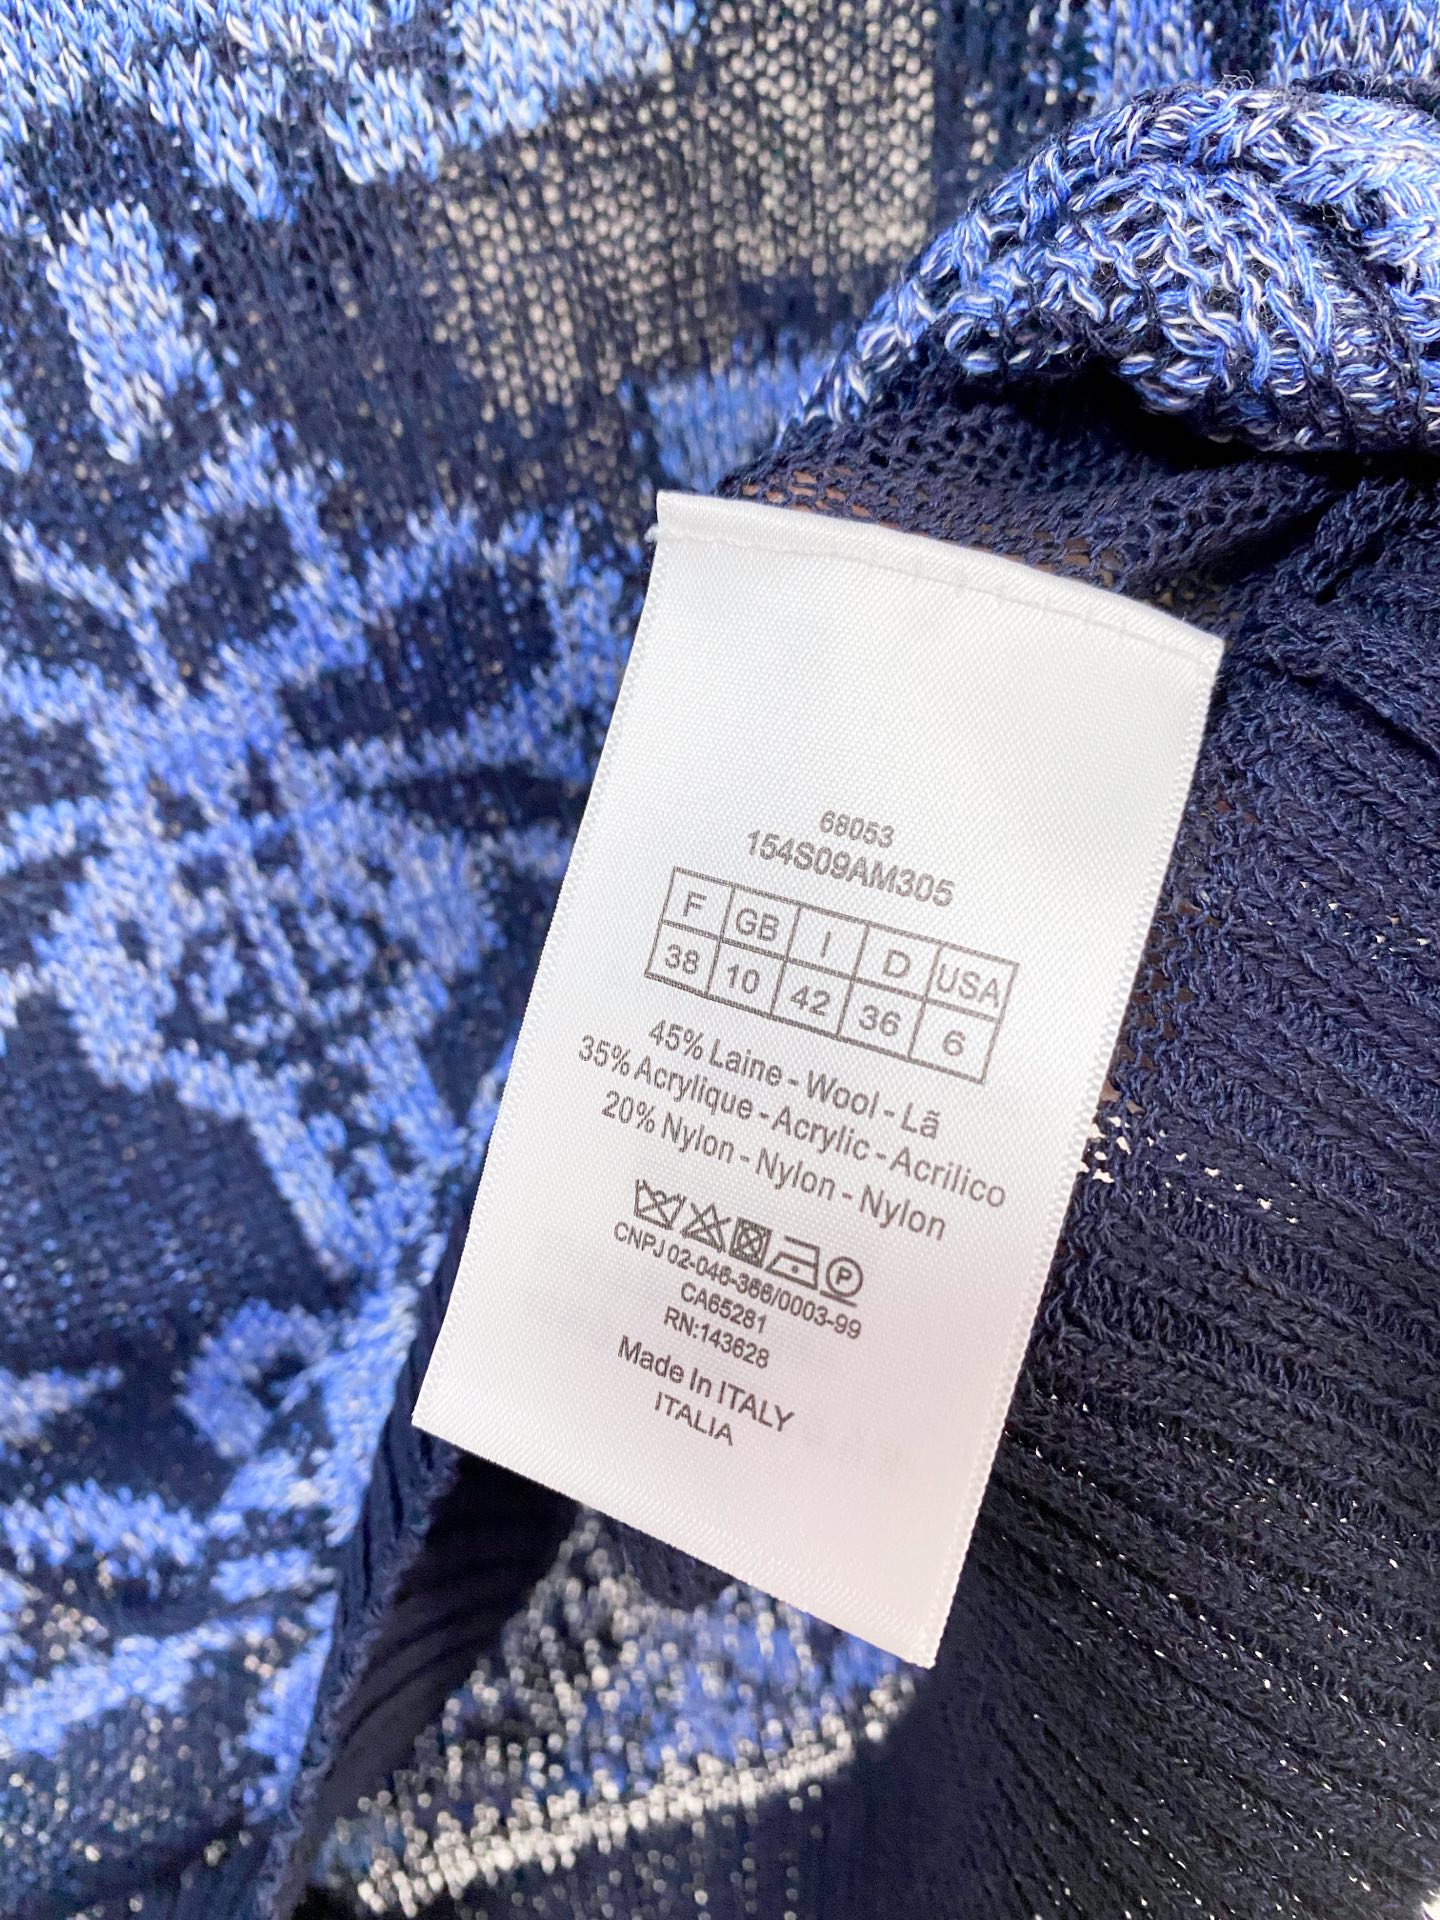 68053
154S09AM305
F GB I D USA
38 10 42 36 6
45% Laine - Wool - Lã
35% Acrylique - Acrylic - Acrilico
20% Nylon - Nylon - Nylon
P
CNPJ 02-046-366/0003-99
CA65281
RN:143628
Made In ITALY
ITALIA